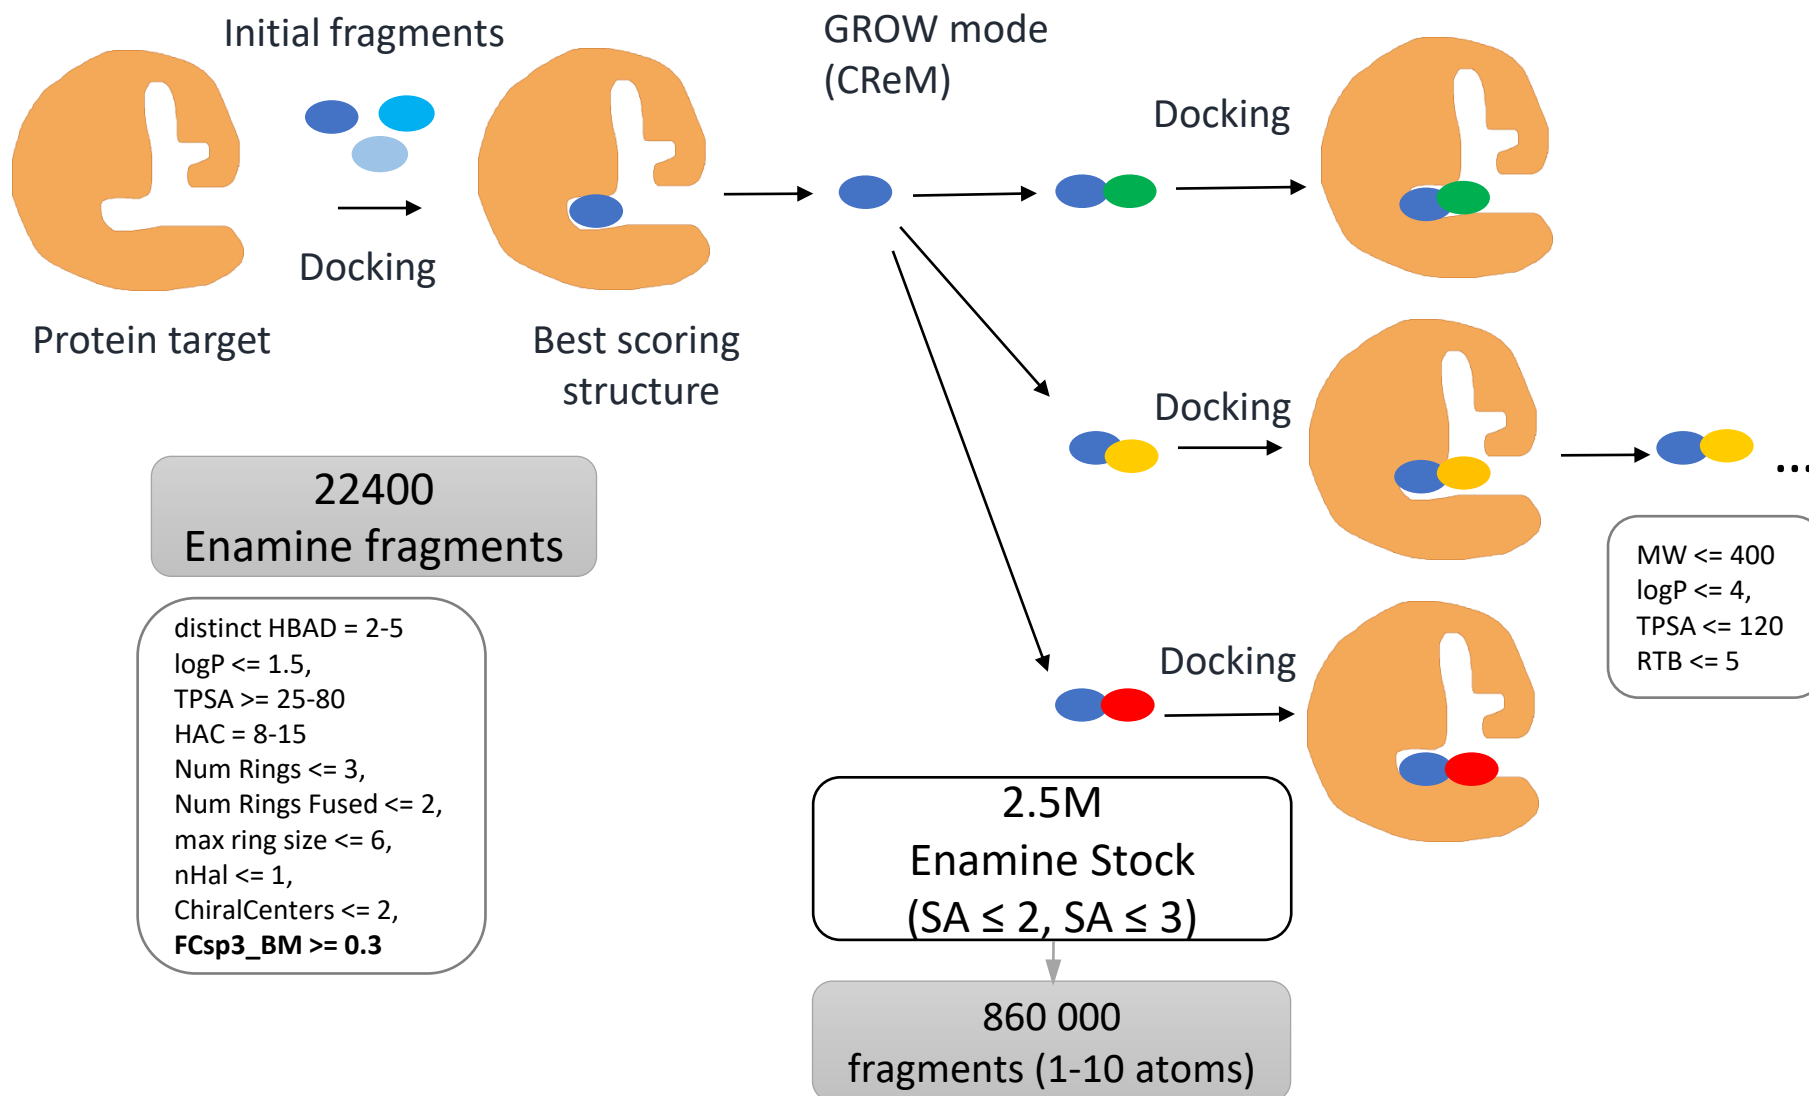 Initial fragments
GROW mode
(CReM)
Docking
Docking
Protein target
Best scoring
structure
Docking
22400
Enamine fragments
...
MW <= 400
logP <= 4,
TPSA <= 120
RTB <= 5
distinct HBAD = 2-5
logP <= 1.5,
TPSA >= 25-80
HAC = 8-15
Num Rings <= 3,
Num Rings Fused <= 2,
max ring size <= 6,
nHal <= 1,
ChiralCenters <= 2,
FCsp3_BM >= 0.3
Docking
2.5M
Enamine Stock
(SA ≤ 2, SA ≤ 3)
860 000
fragments (1-10 atoms)